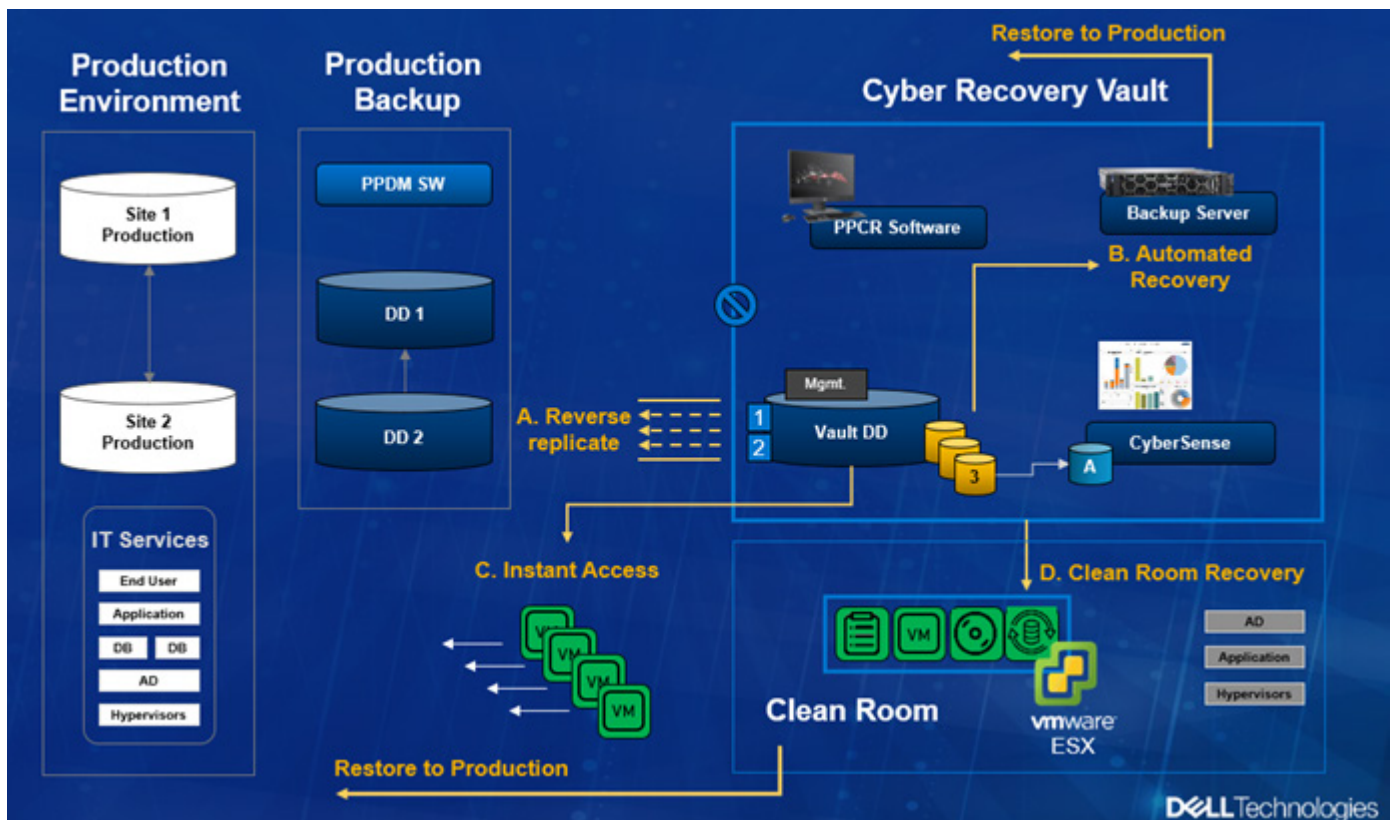 Production
Environment
Site 1
Production
Site 2
Production
IT Services
End User
Application
DB DB
AD
Hypervisors
Production
Backup
PPDM SW
DD 1
DD 2
Restore to Production
Cyber Recovery Vault
PPCR Software
Backup Server
B. Automated
Recovery
Mgmt.
1
2
Vault DD
3
A
CyberSense
A. Reverse
replicate
C. Instant Access
VM
VM
VM
VM
D. Clean Room Recovery
VM
vmware
ESX
AD
Application
Hypervisors
Clean Room
Restore to Production
DELL Technologies